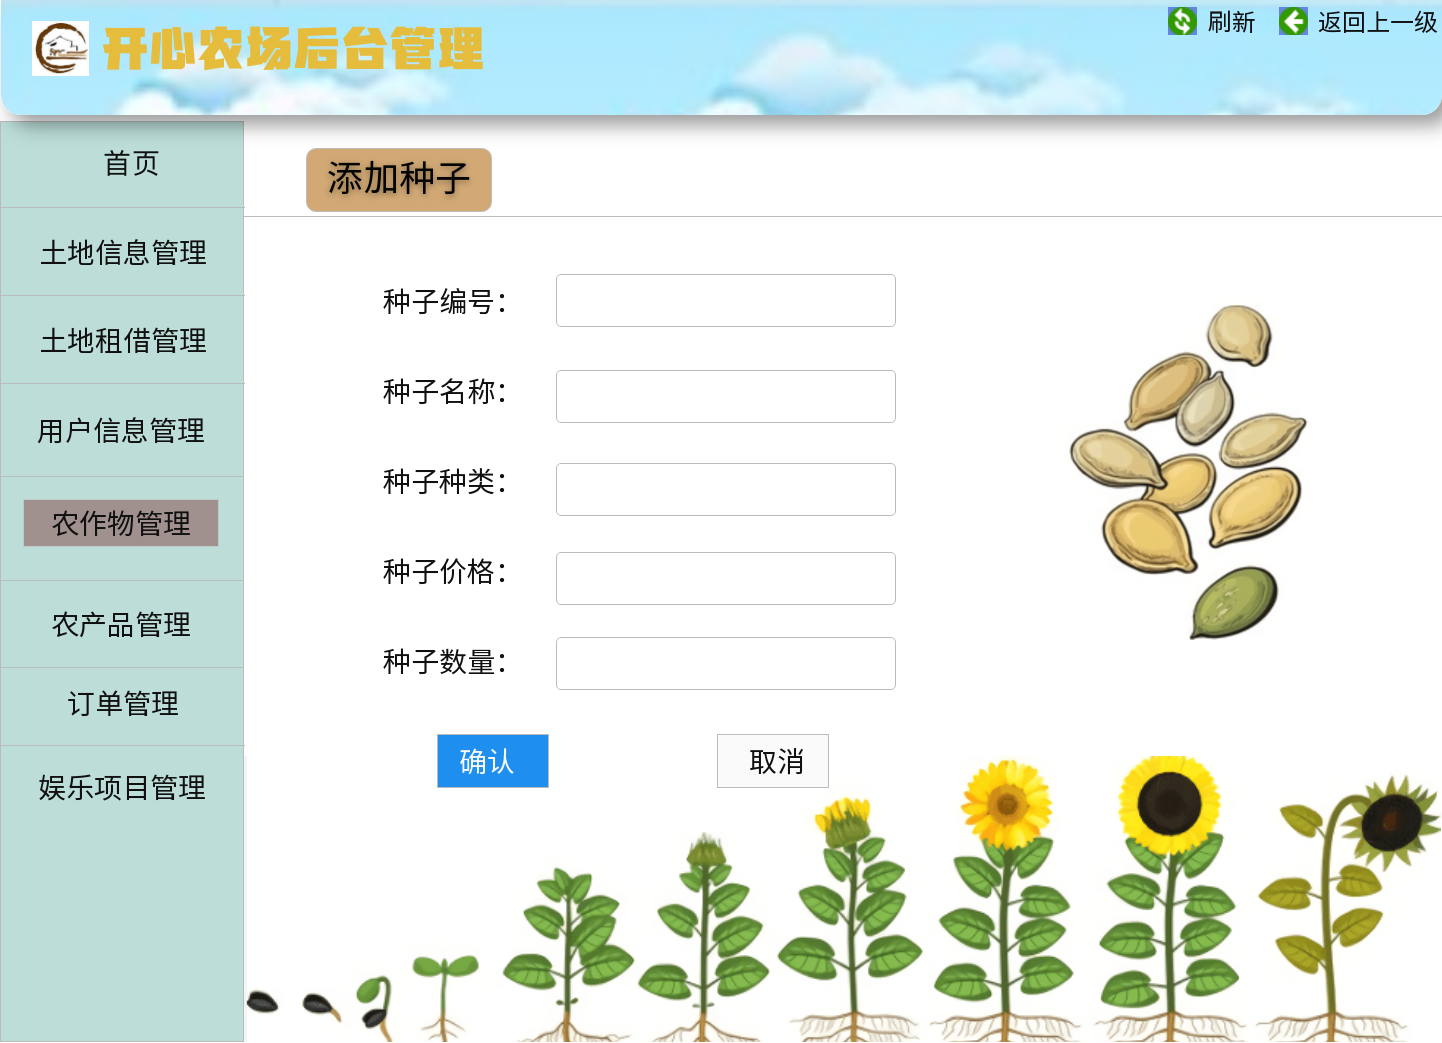 开心农场后台管理
刷新
返回上一级
首页
土地信息管理
土地租借管理
用户信息管理
农作物管理
农产品管理
订单管理
娱乐项目管理
添加种子
种子编号：
种子名称：
种子种类：
种子价格：
种子数量：
确认
取消